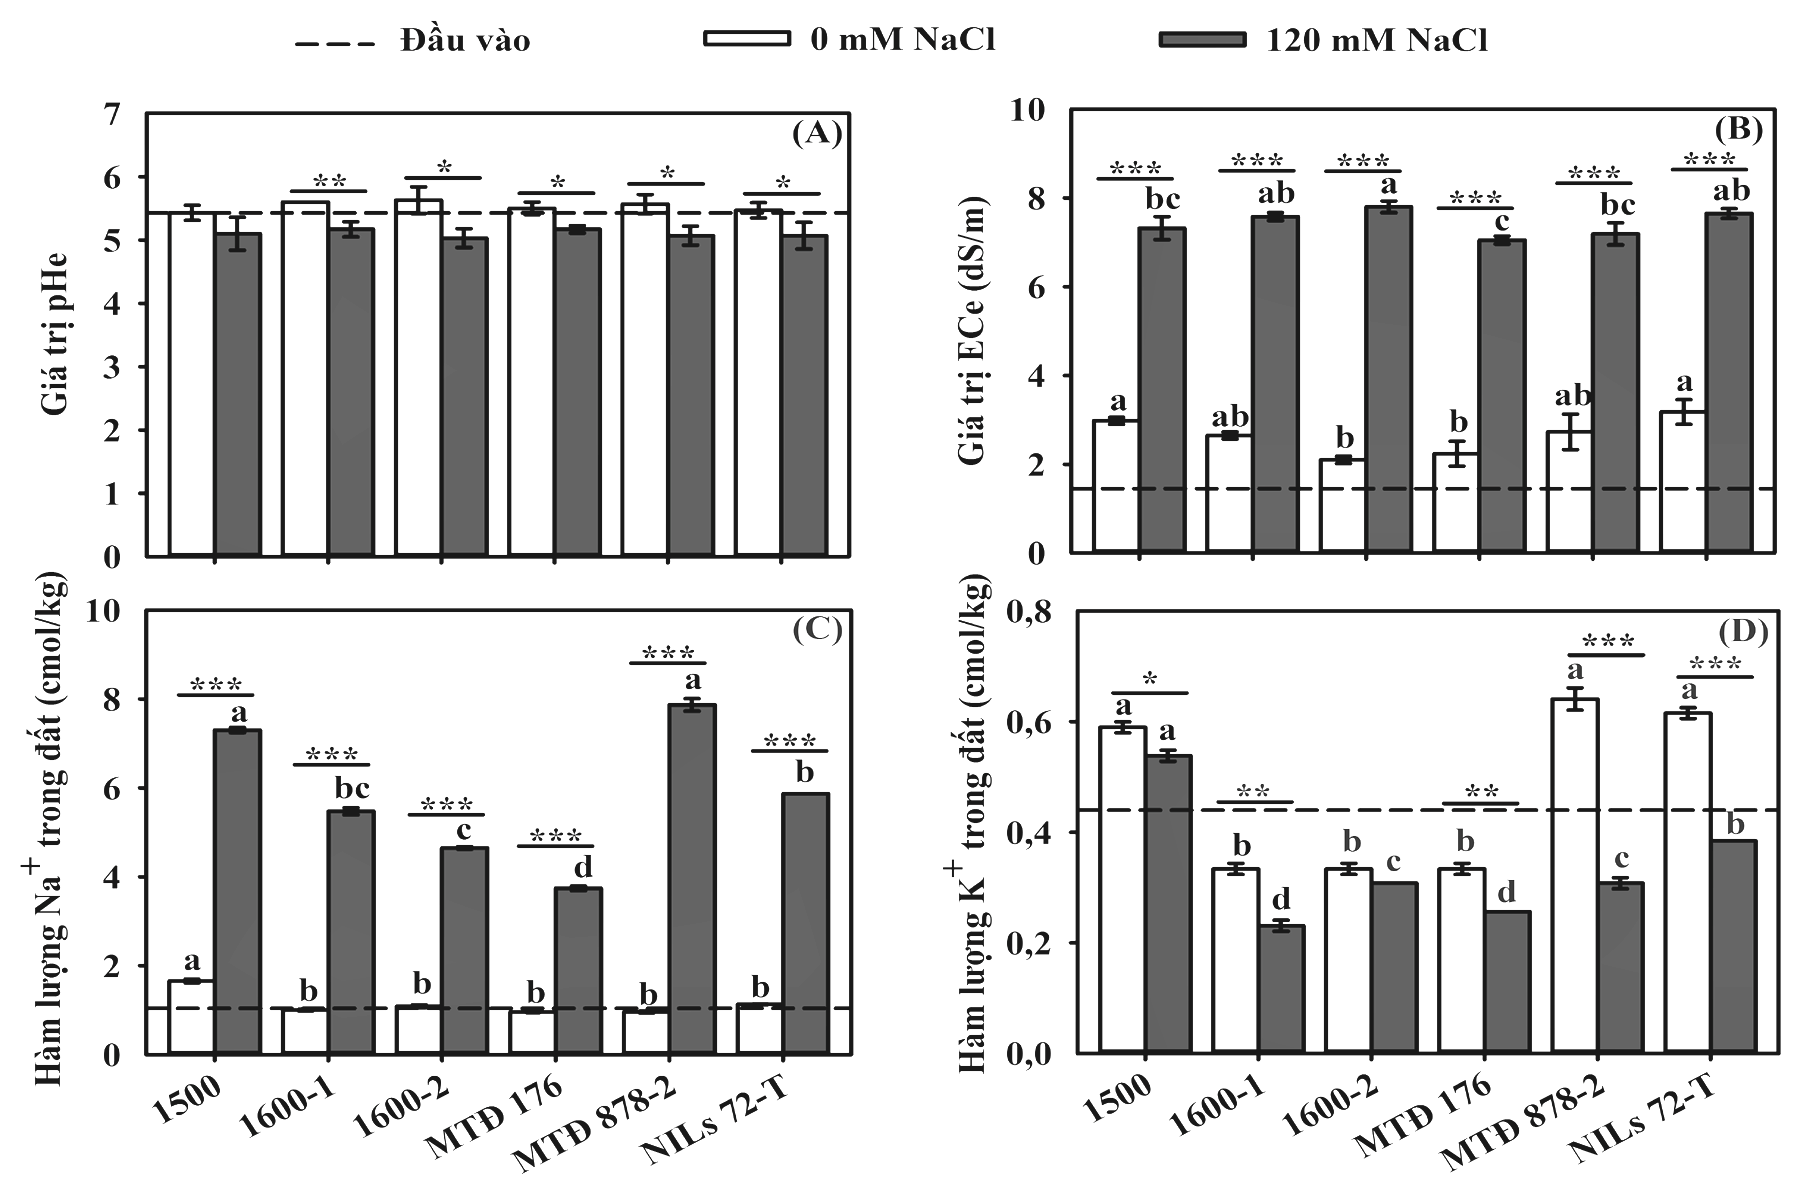 Đầu vào 0 mM NaCl 120 mM NaCl
(A)
Giá trị pHe
7
6
5
4
3
2
1
0
** * * * *
(B)
Giá trị ECe (dS/m)
10
8
6
4
2
0
*** *** *** *** *** ***
bc ab a c bc ab
a ab b b ab a
(C)
Hàm lượng Na+ trong đất (cmol/kg)
10
8
6
4
2
0
*** *** *** *** *** ***
a bc c d a b
a b b b b b
1500 1600-1 1600-2 MTĐ 176 MTĐ 878-2 NILs 72-T
(D)
Hàm lượng K+ trong đất (cmol/kg)
0,8
0,6
0,4
0,2
0,0
* ** ** *** ***
a b b b a a
a d c d c b
1500 1600-1 1600-2 MTĐ 176 MTĐ 878-2 NILs 72-T